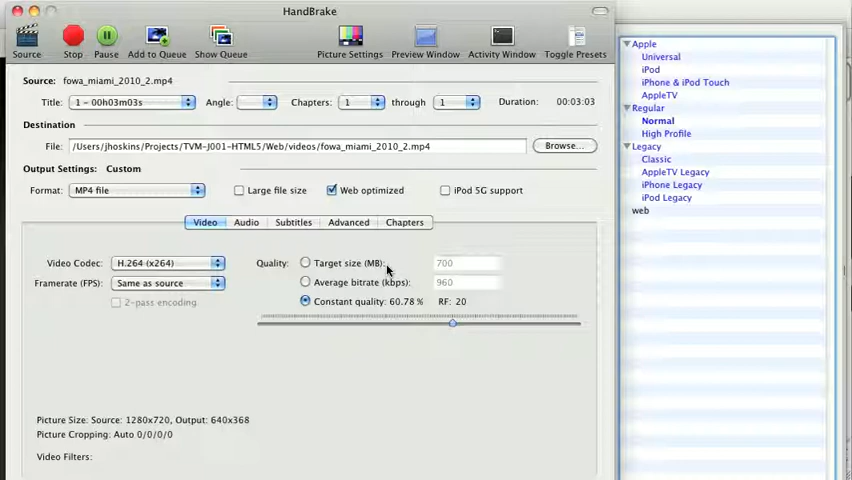 HandBrake
Source Stop Pause Add to Queue Show Queue Picture Settings Preview Window Activity Window Toggle Presets
Source: fowa_miami_2010_2.mp4
Title: 1 - 00h03m03s Angle: Chapters: 1 through 1 Duration: 00:03:03
Destination
File: /Users/jhoskins/Projects/TVM-J001-HTML5/Web/videos/fowa_miami_2010_2.mp4 Browse...
Output Settings: Custom
Format: MP4 file Large file size Web optimized iPod 5G support
Video Audio Subtitles Advanced Chapters
Video Codec: H.264 (x264) Quality: Target size (MB): 700
Framerate (FPS): Same as source Average bitrate (kbps): 960
2-pass encoding Constant quality: 60.78 % RF: 20
Picture Size: Source: 1280x720, Output: 640x368
Picture Cropping: Auto 0/0/0/0
Video Filters:
Apple
Universal
iPod
iPhone & iPod Touch
AppleTV
Regular
Normal
High Profile
Legacy
Classic
AppleTV Legacy
iPhone Legacy
iPod Legacy
web